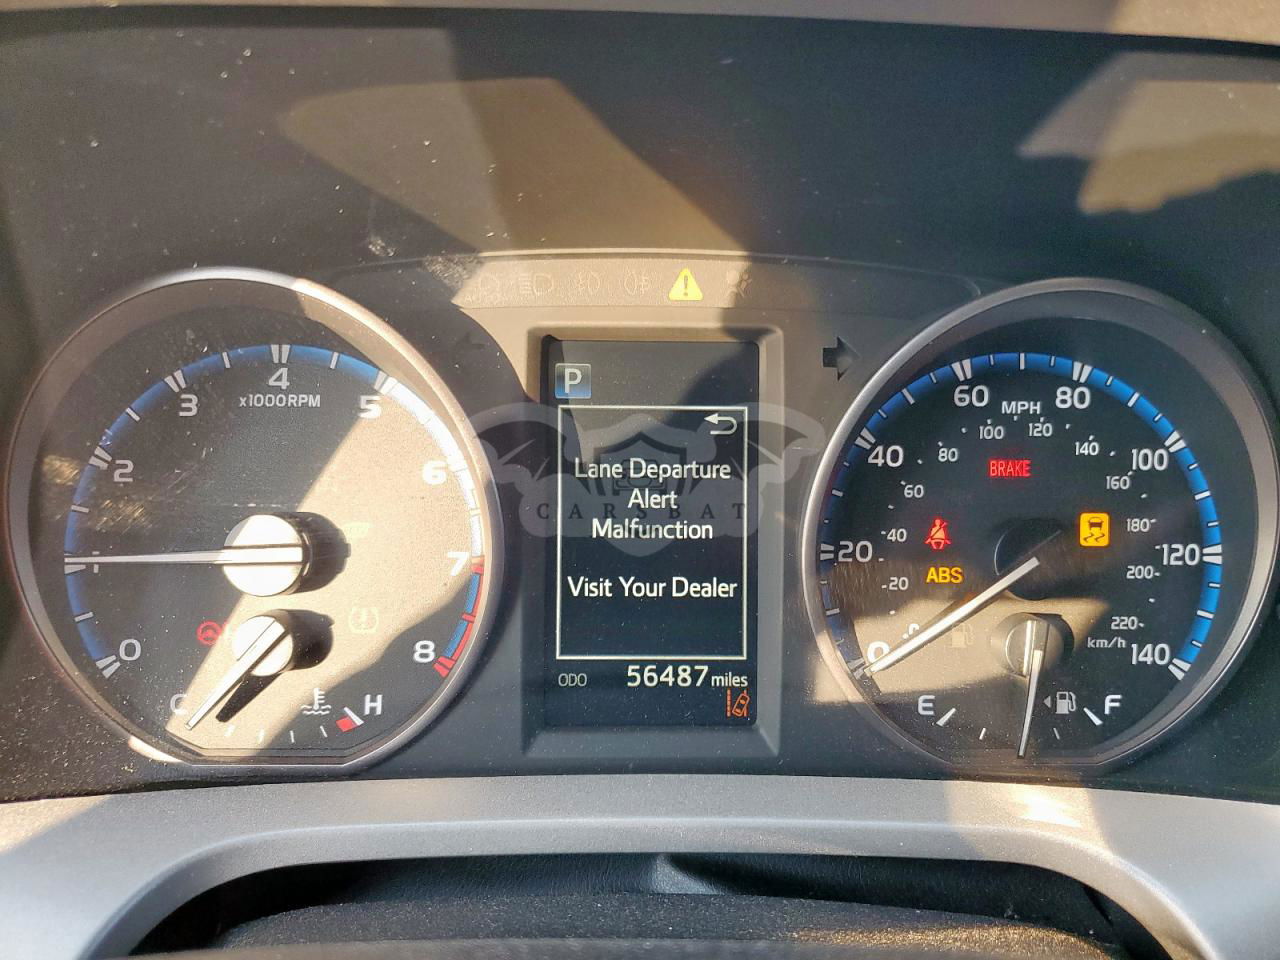 4
x1000RPM
3
5
2
6
1
7
0
8
C
H
P
Lane Departure
Alert
CARSBAT
Malfunction
Visit Your Dealer
ODO 56487 miles
60 MPH 80
100 120
80 140
40 100
BRAKE
60 160
40 180
20 120
ABS
20 200
0 0
220
km/h 140
E F